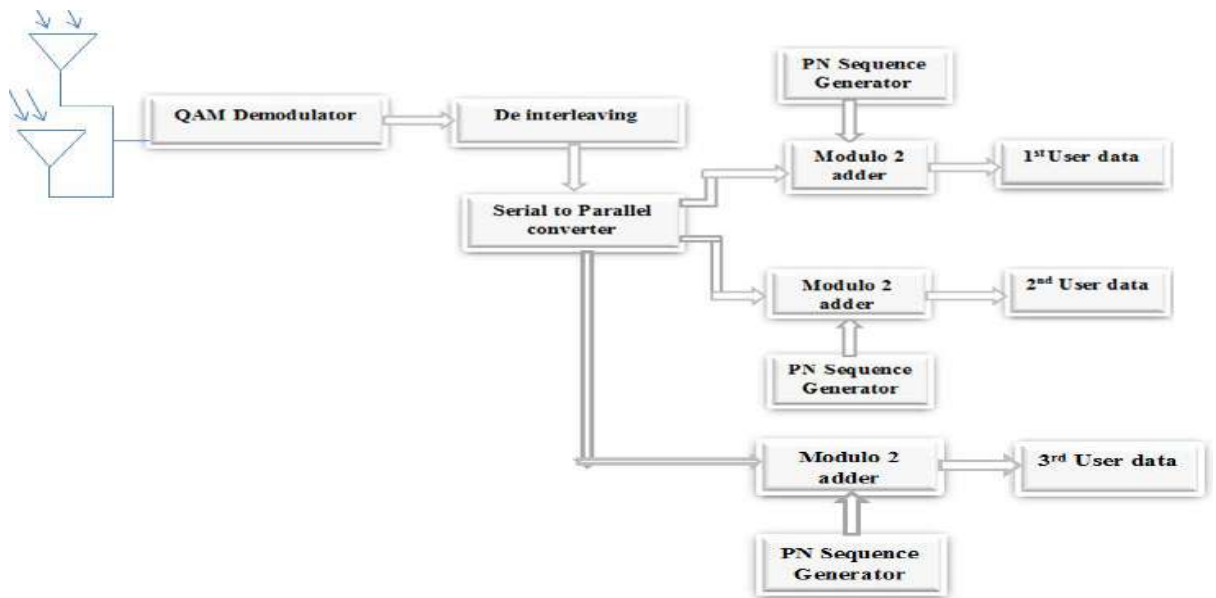 QAM Demodulator
De interleaving
Serial to Parallel
converter
PN Sequence
Generator
Modulo 2
adder
1st User data
Modulo 2
adder
2nd User data
PN Sequence
Generator
Modulo 2
adder
3rd User data
PN Sequence
Generator